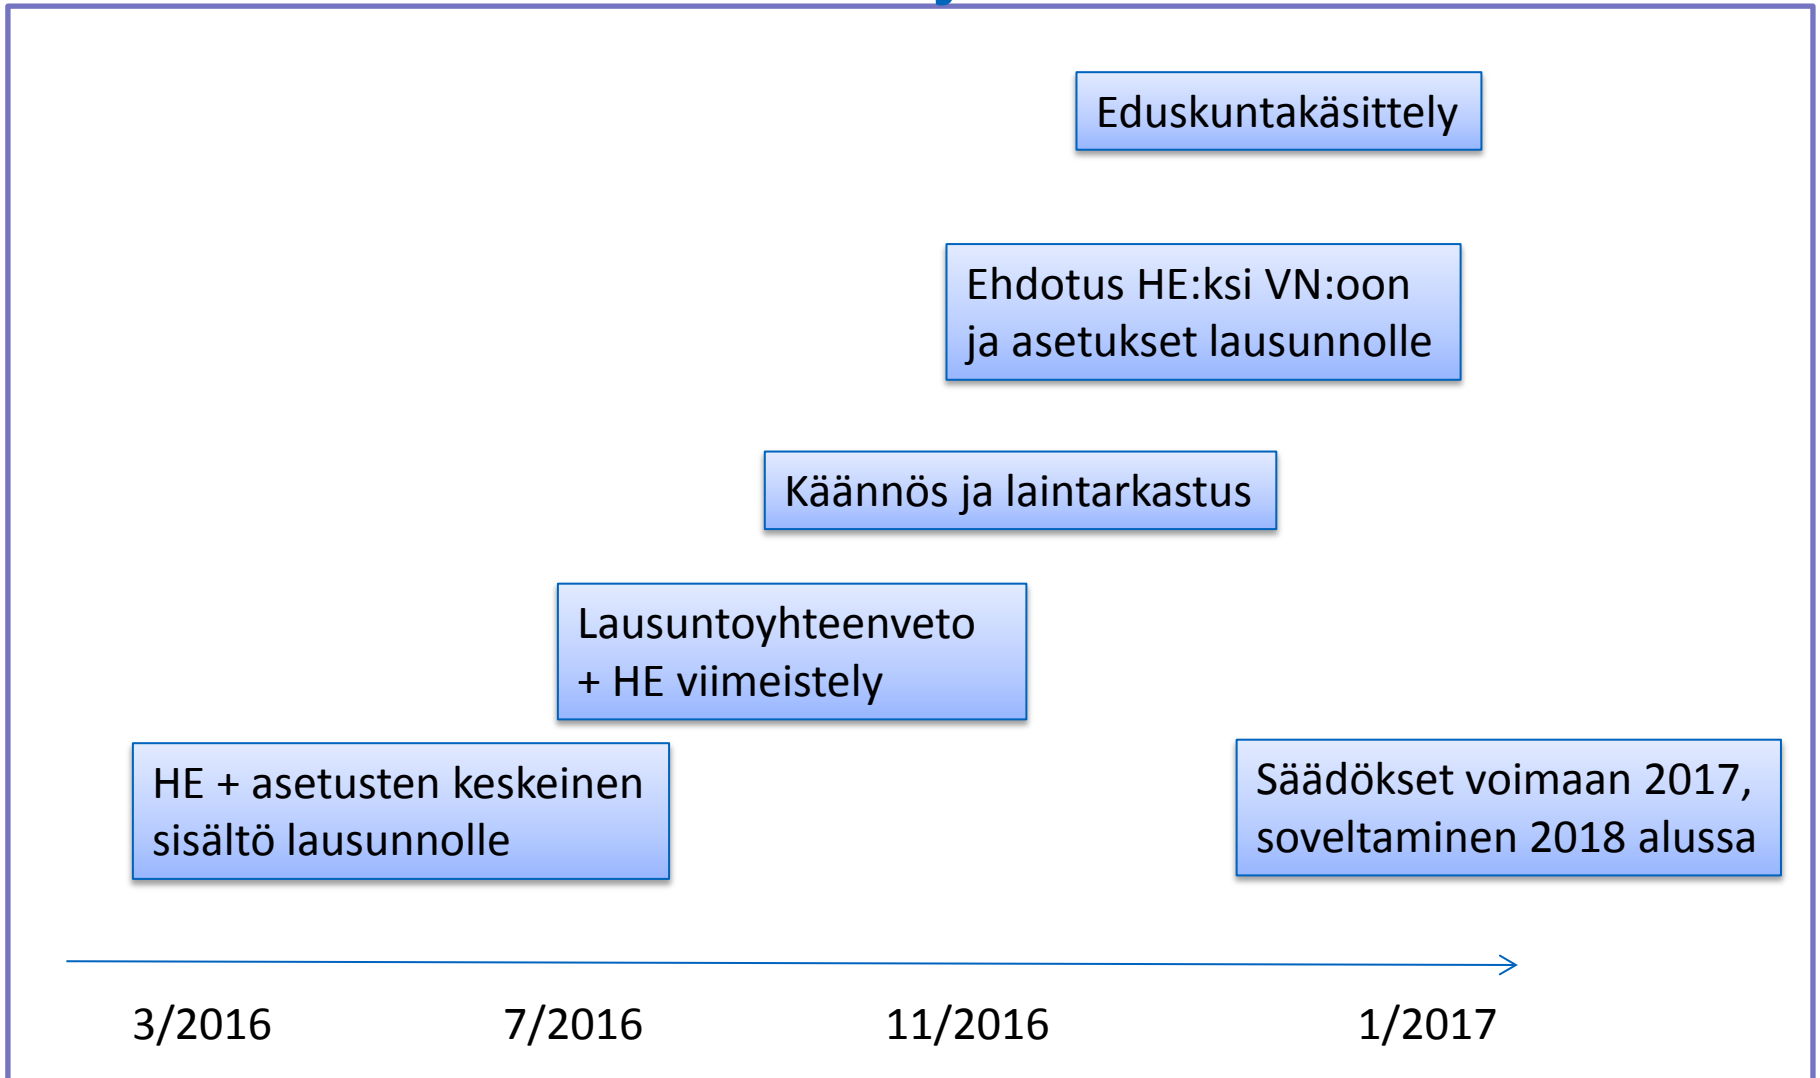 Eduskuntakäsittely
Ehdotus HE:ksi VN:oon
ja asetukset lausunnolle
Käännös ja laintarkastus
Lausuntoyhteenveto
+ HE viimeistely
HE + asetusten keskeinen
sisältö lausunnolle
Säädökset voimaan 2017,
soveltaminen 2018 alussa
3/2016 7/2016 11/2016 1/2017